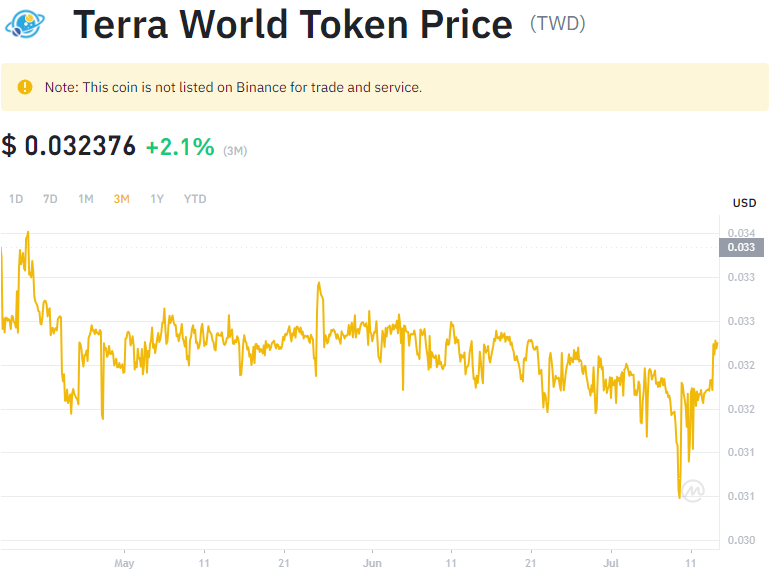 Terra World Token Price (TWD)
Note: This coin is not listed on Binance for trade and service.
$ 0.032376 +2.1% (3M)
1D 7D 1M 3M 1Y YTD
USD
0.034
0.033
0.033
0.033
0.032
0.032
0.031
0.031
0.030
May 11 21 Jun 11 21 Jul 11